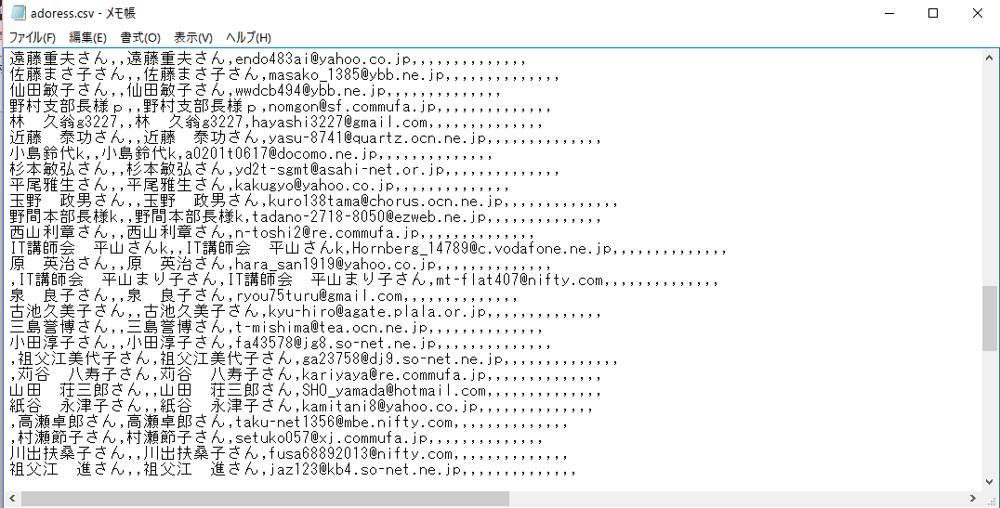 adoress.csv - メモ帳
ファイル(F) 編集(E) 書式(O) 表示(V) ヘルプ(H)
遠藤重夫さん,,遠藤重夫さん,endo483ai@yahoo.co.jp,,,,,,,,,,,,,,
佐藤まさ子さん,,佐藤まさ子さん,masako_1385@ybb.ne.jp,,,,,,,,,,,,,,
仙田敏子さん,,仙田敏子さん,wwdcb494@ybb.ne.jp,,,,,,,,,,,,,,
野村支部長様ｐ,,野村支部長様ｐ,nomgon@sf.commufa.jp,,,,,,,,,,,,,,
林　久翁g3227,,林　久翁g3227,hayashi3227@gmail.com,,,,,,,,,,,,,,
近藤　泰功さん,,近藤　泰功さん,yasu-8741@quartz.ocn.ne.jp,,,,,,,,,,,,,,
小島鈴代k,,小島鈴代k,a0201t0617@docomo.ne.jp,,,,,,,,,,,,,,
杉本敏弘さん,,杉本敏弘さん,yd2t-sgmt@asahi-net.or.jp,,,,,,,,,,,,,,
平尾雅生さん,,平尾雅生さん,kakugyo@yahoo.co.jp,,,,,,,,,,,,,,
玉野　政男さん,,玉野　政男さん,kuro138tama@chorus.ocn.ne.jp,,,,,,,,,,,,,,
野間本部長様k,,野間本部長様k,tadano-2718-8050@ezweb.ne.jp,,,,,,,,,,,,,,
西山利章さん,,西山利章さん,n-toshi2@re.commufa.jp,,,,,,,,,,,,,,
IT講師会　平山さんk,,IT講師会　平山さんk,Hornberg_14789@c.vodafone.ne.jp,,,,,,,,,,,,,,
原　英治さん,,原　英治さん,hara_san1919@yahoo.co.jp,,,,,,,,,,,,,,
,IT講師会　平山まり子さん,IT講師会　平山まり子さん,mt-flat407@nifty.com,,,,,,,,,,,,,,
泉　良子さん,,泉　良子さん,ryou75turu@gmail.com,,,,,,,,,,,,,,
古池久美子さん,,古池久美子さん,kyu-hiro@agate.plala.or.jp,,,,,,,,,,,,,,
三島誉博さん,,三島誉博さん,t-mishima@tea.ocn.ne.jp,,,,,,,,,,,,,,
小田淳子さん,,小田淳子さん,fa43578@jg8.so-net.ne.jp,,,,,,,,,,,,,,
,祖父江美代子さん,祖父江美代子さん,ga23758@dj9.so-net.ne.jp,,,,,,,,,,,,,,
,苅谷　八寿子さん,苅谷　八寿子さん,kariyaya@re.commufa.jp,,,,,,,,,,,,,,
山田　荘三郎さん,,山田　荘三郎さん,SHO_yamada@hotmail.com,,,,,,,,,,,,,,
紙谷　永津子さん,,紙谷　永津子さん,kamitani8@yahoo.co.jp,,,,,,,,,,,,,,
,高瀬卓郎さん,高瀬卓郎さん,taku-net1356@mbe.nifty.com,,,,,,,,,,,,,,
,村瀬節子さん,村瀬節子さん,setuko057@xj.commufa.jp,,,,,,,,,,,,,,
川出扶桑子さん,,川出扶桑子さん,fusa68892013@nifty.com,,,,,,,,,,,,,,
祖父江　進さん,,祖父江　進さん,jaz123@kb4.so-net.ne.jp,,,,,,,,,,,,,,